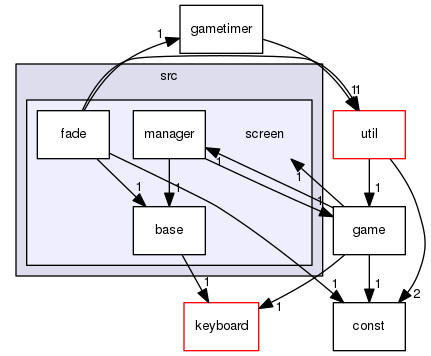 gametimer
1
src
11
fade
manager
screen
util
1
1
1
1
1
1
base
game
1
1
1
1
2
keyboard
const